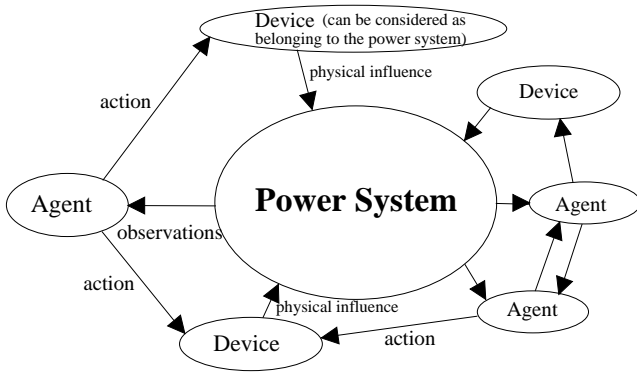 Device (can be considered as
belonging to the power system)
physical influence
action
Device
Agent
Power System
Agent
observations
action
physical influence
Agent
Device
action